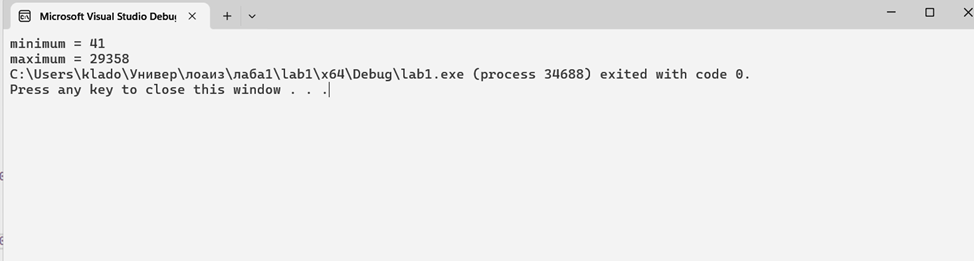 Microsoft Visual Studio Debug
minimum = 41
maximum = 29358
C:\Users\klado\Универ\лоаиз\лаба1\lab1\x64\Debug\lab1.exe (process 34688) exited with code 0.
Press any key to close this window . . .